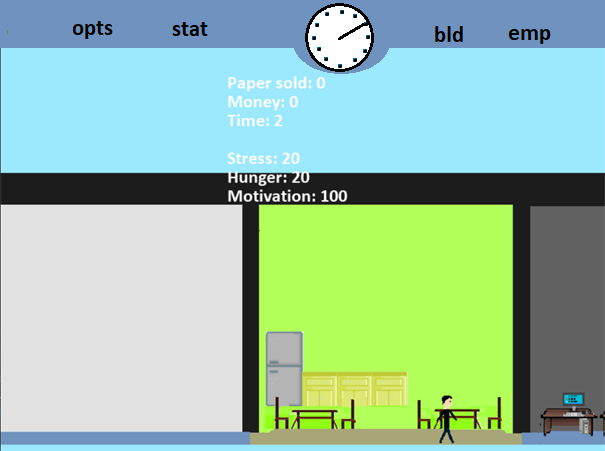 opts stat bld emp
Paper sold: 0
Money: 0
Time: 2
Stress: 20
Hunger: 20
Motivation: 100